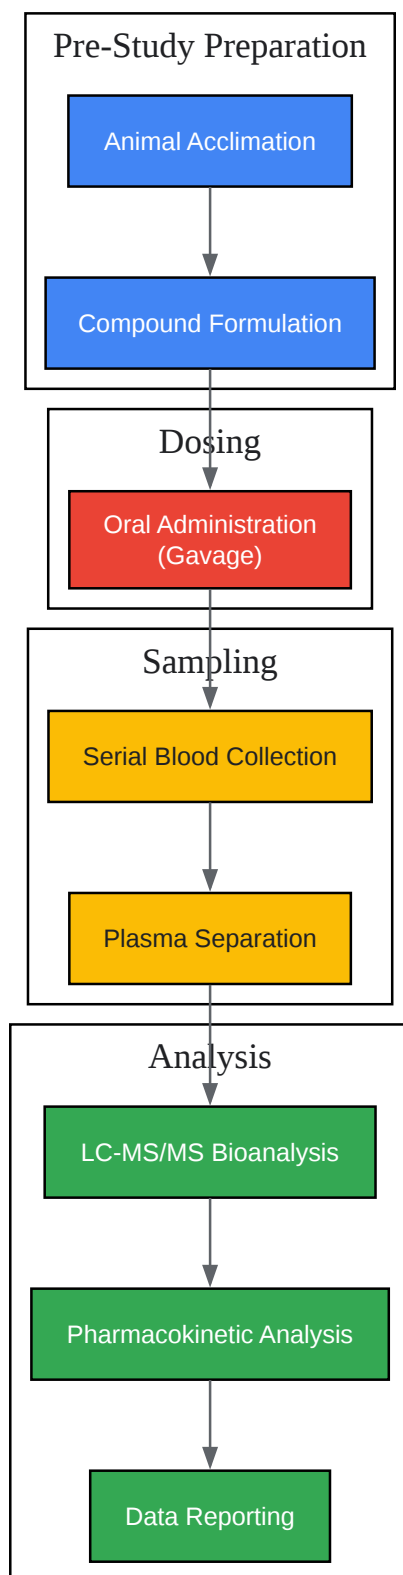 Pre-Study Preparation
Animal Acclimation
Compound Formulation
Dosing
Oral Administration
(Gavage)
Sampling
Serial Blood Collection
Plasma Separation
Analysis
LC-MS/MS Bioanalysis
Pharmacokinetic Analysis
Data Reporting